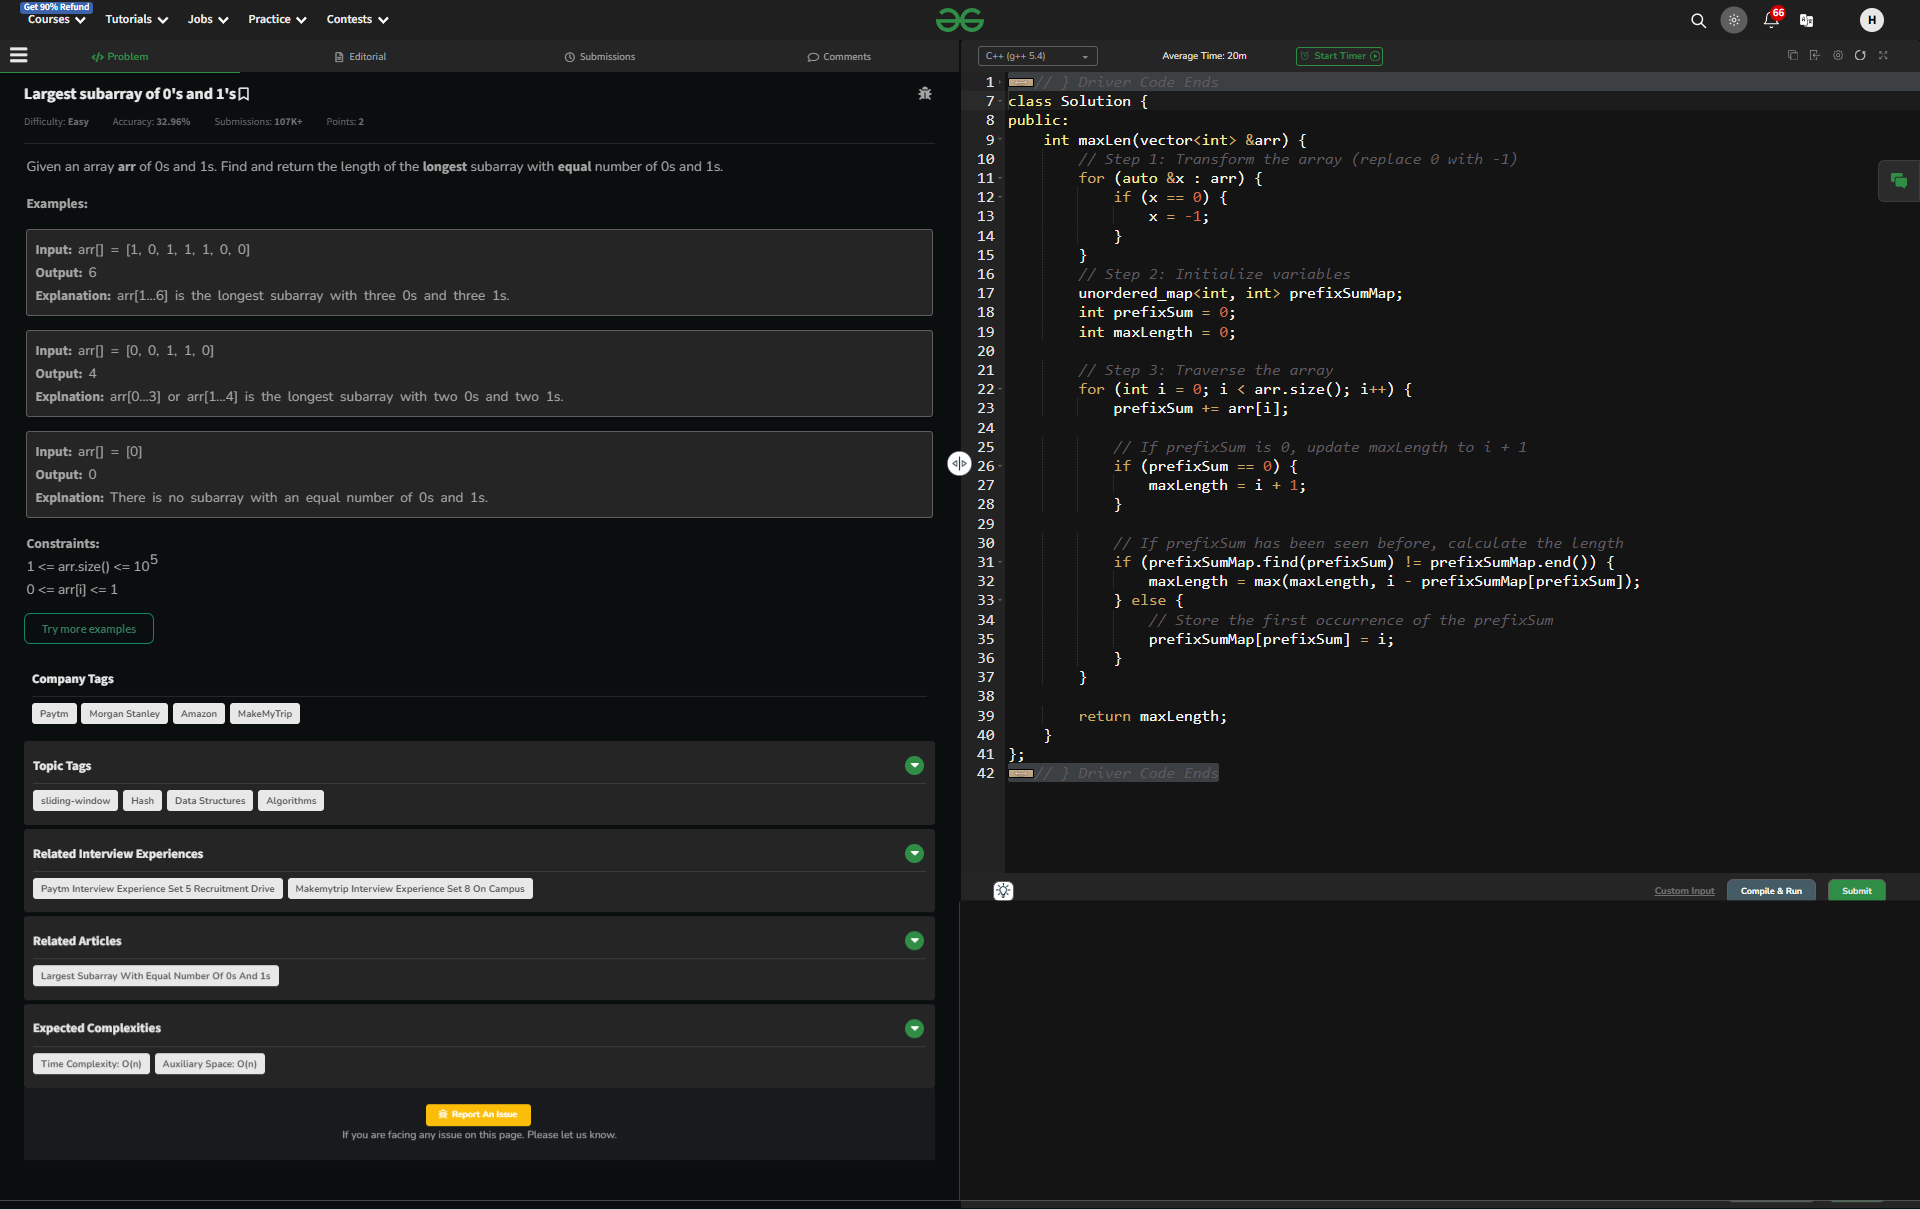 Get 90% Refund
Courses Tutorials Jobs Practice Contests
66
H
</> Problem Editorial Submissions Comments
Largest subarray of 0's and 1's
Difficulty: Easy Accuracy: 32.96% Submissions: 107K+ Points: 2
Given an array arr of 0s and 1s. Find and return the length of the longest subarray with equal number of 0s and 1s.
Examples:
Input: arr[] = [1, 0, 1, 1, 1, 0, 0]
Output: 6
Explanation: arr[1...6] is the longest subarray with three 0s and three 1s.
Input: arr[] = [0, 0, 1, 1, 0]
Output: 4
Explnation: arr[0...3] or arr[1...4] is the longest subarray with two 0s and two 1s.
Input: arr[] = [0]
Output: 0
Explnation: There is no subarray with an equal number of 0s and 1s.
Constraints:
1 <= arr.size() <= 10^5
0 <= arr[i] <= 1
Try more examples
Company Tags
Paytm Morgan Stanley Amazon MakeMyTrip
Topic Tags
sliding-window Hash Data Structures Algorithms
Related Interview Experiences
Paytm Interview Experience Set 5 Recruitment Drive Makemytrip Interview Experience Set 8 On Campus
Related Articles
Largest Subarray With Equal Number Of 0s And 1s
Expected Complexities
Time Complexity: O(n) Auxiliary Space: O(n)
Report An Issue
If you are facing any issue on this page. Please let us know.
C++ (g++ 5.4) Average Time: 20m Start Timer
1 // } Driver Code Ends
7 class Solution {
8 public:
9     int maxLen(vector<int> &arr) {
10         // Step 1: Transform the array (replace 0 with -1)
11         for (auto &x : arr) {
12             if (x == 0) {
13                 x = -1;
14             }
15         }
16         // Step 2: Initialize variables
17         unordered_map<int, int> prefixSumMap;
18         int prefixSum = 0;
19         int maxLength = 0;
20
21         // Step 3: Traverse the array
22         for (int i = 0; i < arr.size(); i++) {
23             prefixSum += arr[i];
24
25             // If prefixSum is 0, update maxLength to i + 1
26             if (prefixSum == 0) {
27                 maxLength = i + 1;
28             }
29
30             // If prefixSum has been seen before, calculate the length
31             if (prefixSumMap.find(prefixSum) != prefixSumMap.end()) {
32                 maxLength = max(maxLength, i - prefixSumMap[prefixSum]);
33             } else {
34                 // Store the first occurrence of the prefixSum
35                 prefixSumMap[prefixSum] = i;
36             }
37         }
38
39         return maxLength;
40     }
41 };
42 // } Driver Code Ends
Custom Input Compile & Run Submit